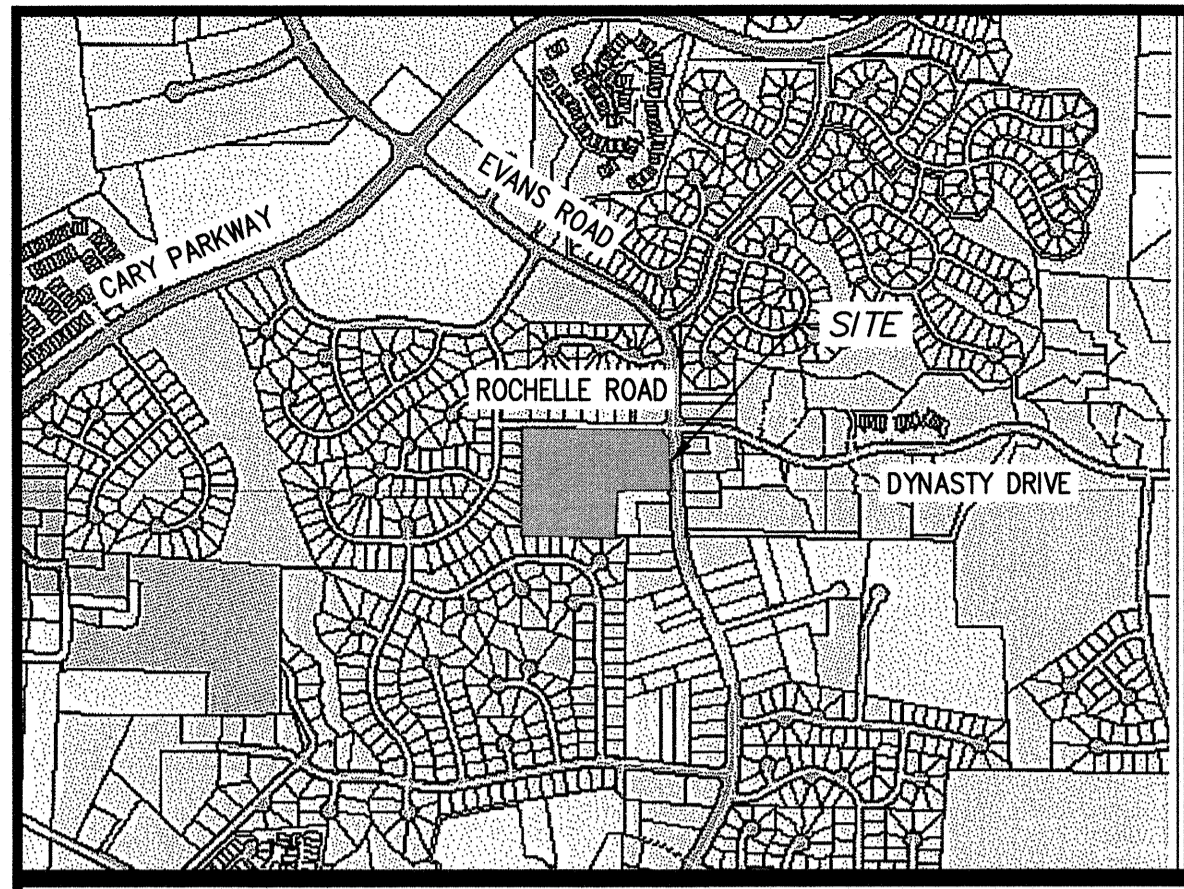 EVANS ROAD
CARY PARKWAY
SITE
ROCHELLE ROAD
DYNASTY DRIVE